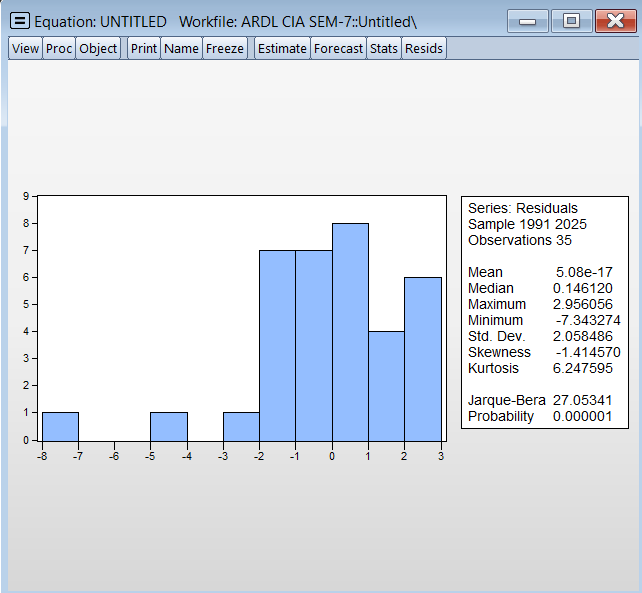 Equation: UNTITLED Workfile: ARDL CIA SEM-7::Untitled\
View Proc Object Print Name Freeze Estimate Forecast Stats Resids
9
8
7
6
5
4
3
2
1
0
-8 -7 -6 -5 -4 -3 -2 -1 0 1 2 3
Series: Residuals
Sample 1991 2025
Observations 35
Mean 5.08e-17
Median 0.146120
Maximum 2.956056
Minimum -7.343274
Std. Dev. 2.058486
Skewness -1.414570
Kurtosis 6.247595
Jarque-Bera 27.05341
Probability 0.000001